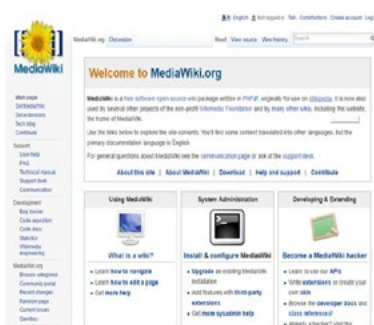 English Not logged in Talk Contributions Create account Log
MediaWiki.org Discussion Read View source View history Search
MediaWiki
Main page
Get MediaWiki
Get extensions
Tech blog
Contribute
Support
User help
FAQ
Technical manual
Support desk
Communication
Development
Bug tracker
Code repository
Code docs
Statistics
Wikimedia
engineering
MediaWiki.org
Browse categories
Community portal
Recent changes
Random page
Current issues
Sandbox
Welcome to MediaWiki.org
MediaWiki is a free software open source wiki package written in PHP, originally for use on Wikipedia. It is now also
used by several other projects of the non-profit Wikimedia Foundation and by many other wikis, including this website,
the home of MediaWiki.
Use the links below to explore the site contents. You'll find some content translated into other languages, but the
primary documentation language is English.
For general questions about MediaWiki see the communication page or ask at the support desk.
About this site | About MediaWiki | Download | Help and support | Contribute
Using MediaWiki
What is a wiki?
Learn how to navigate
Learn how to edit a page
Get more help
System Administration
Install & configure MediaWiki
Upgrade an existing MediaWiki
installation
Add features with third-party
extensions
Get more sysadmin help
Developing & Extending
Become a MediaWiki hacker
Learn to use our APIs
Write extensions or create your
own skin
Browse the developer docs and
class reference